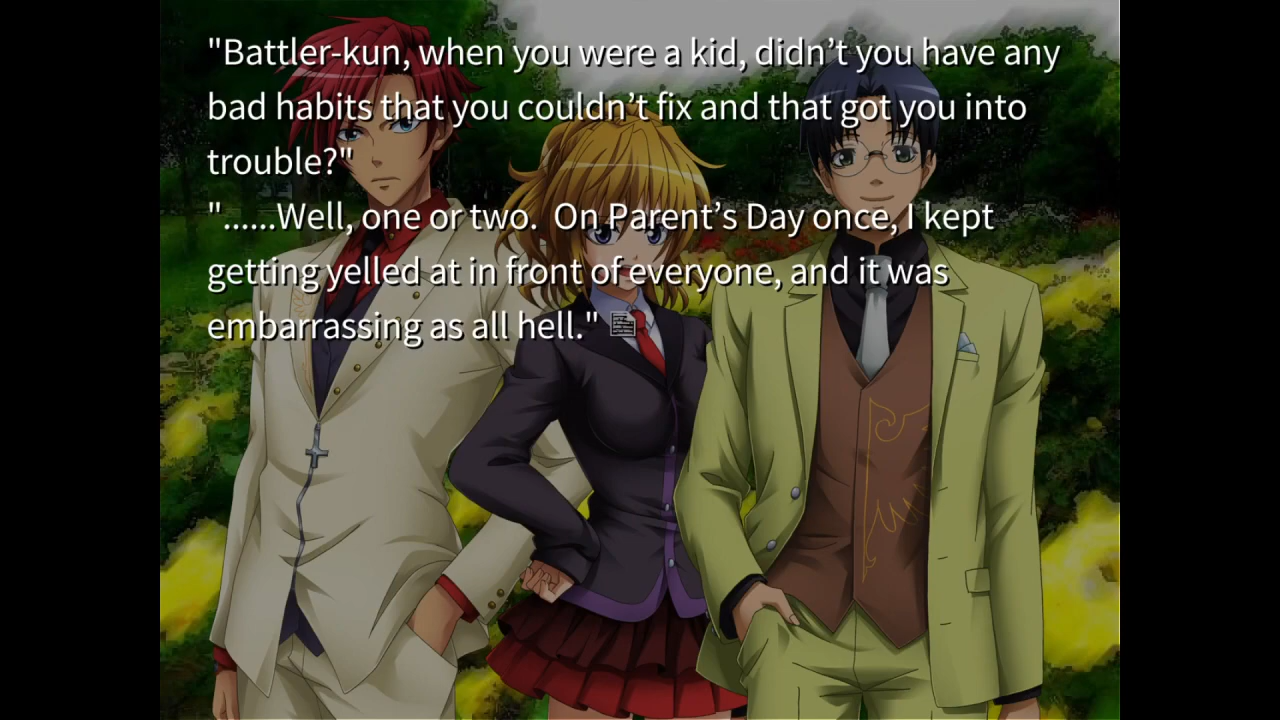 "Battler-kun, when you were a kid, didn’t you have any
bad habits that you couldn’t fix and that got you into
trouble?"
"......Well, one or two.  On Parent’s Day once, I kept
getting yelled at in front of everyone, and it was
embarrassing as all hell."